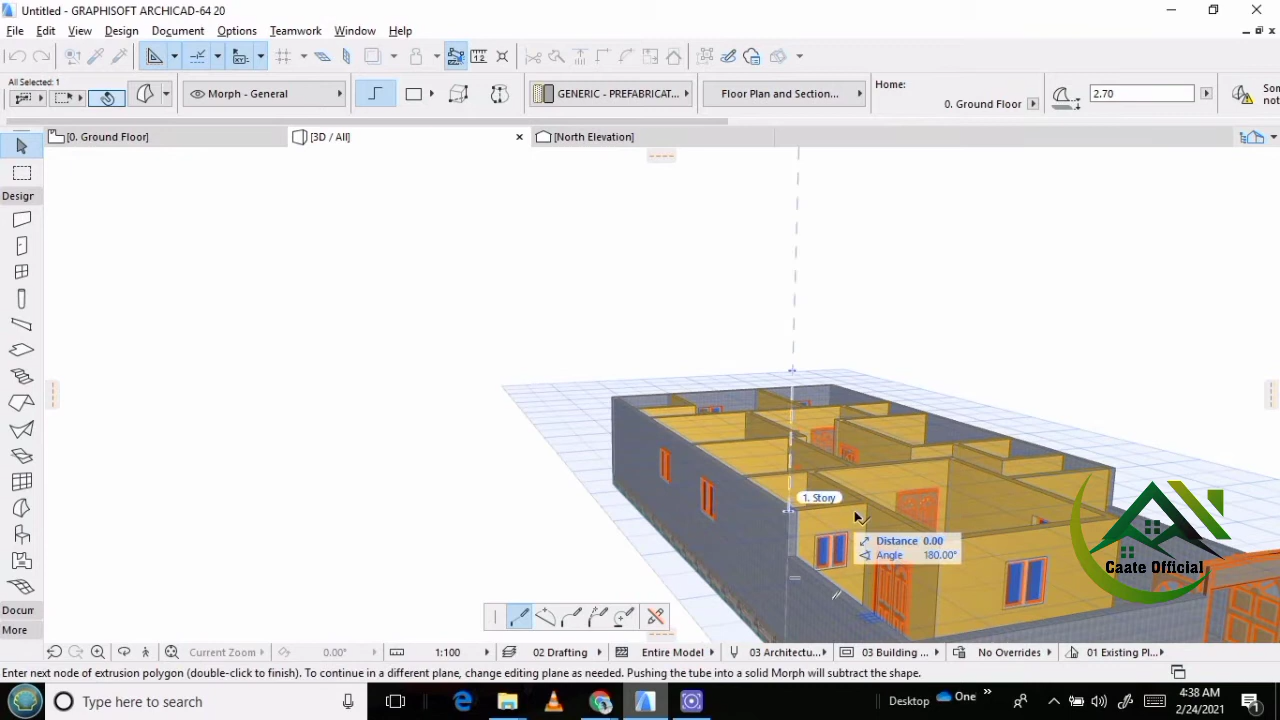 Untitled - GRAPHISOFT ARCHICAD-64 20
File Edit View Design Document Options Teamwork Window Help
All Selected: 1
Morph - General
GENERIC - PREFABRICAT...
Floor Plan and Section...
Home:
0. Ground Floor
2.70
Som
not
[0. Ground Floor]
[3D / All]
[North Elevation]
Design
1. Story
Distance 0.00
Angle 180.00°
Caate Official
Docum
More
Current Zoom
0.00°
1:100
02 Drafting
Entire Model
03 Architectu...
03 Building ...
No Overrides
01 Existing Pl...
Enter next node of extrusion polygon (double-click to finish). To continue in a different plane, change editing plane as needed. Pushing the tube into a solid Morph will subtract the shape.
Type here to search
Desktop
One
4:38 AM
2/24/2021
1